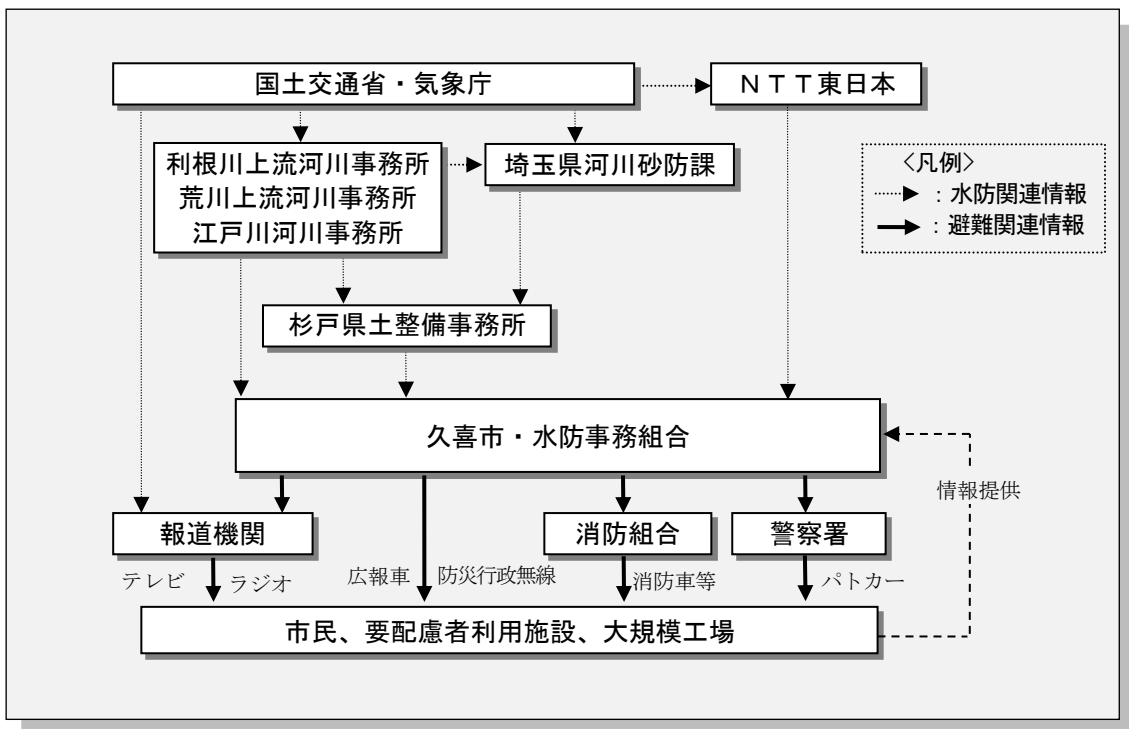 国土交通省・気象庁
ＮＴＴ東日本
利根川上流河川事務所
荒川上流河川事務所
江戸川河川事務所
埼玉県河川砂防課
〈凡例〉
：水防関連情報
：避難関連情報
杉戸県土整備事務所
久喜市・水防事務組合
情報提供
報道機関
消防組合
警察署
テレビ
ラジオ
広報車
防災行政無線
消防車等
パトカー
市民、要配慮者利用施設、大規模工場